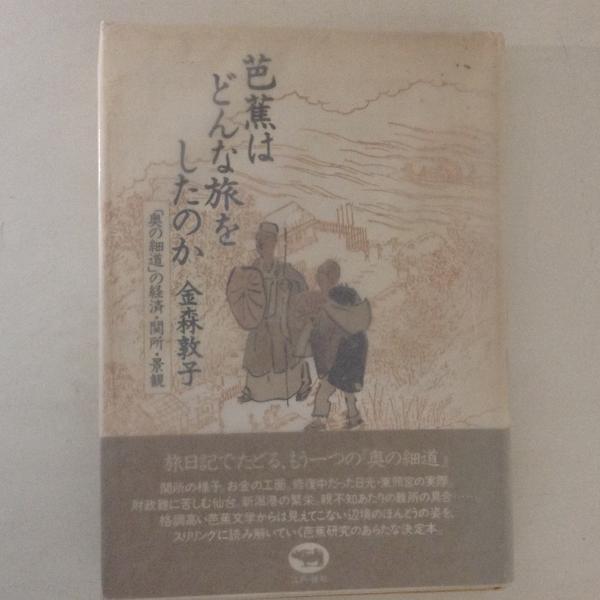 芭蕉は
どんな旅を
したのか
「奥の細道」の経済・関所・景観
金森敦子
旅日記でたどる、もう一つの『奥の細道』
関所の様子。お金の工面。修復中だった日光・東照宮の実際。
財政難に苦しむ仙台。新潟港の繁栄。親不知あたりの難所の具合……。
格調高い芭蕉文学からは見えてこない辺境のほんとうの姿を、
スリリングに読み解いていく〈芭蕉研究のあらたな決定本〉。